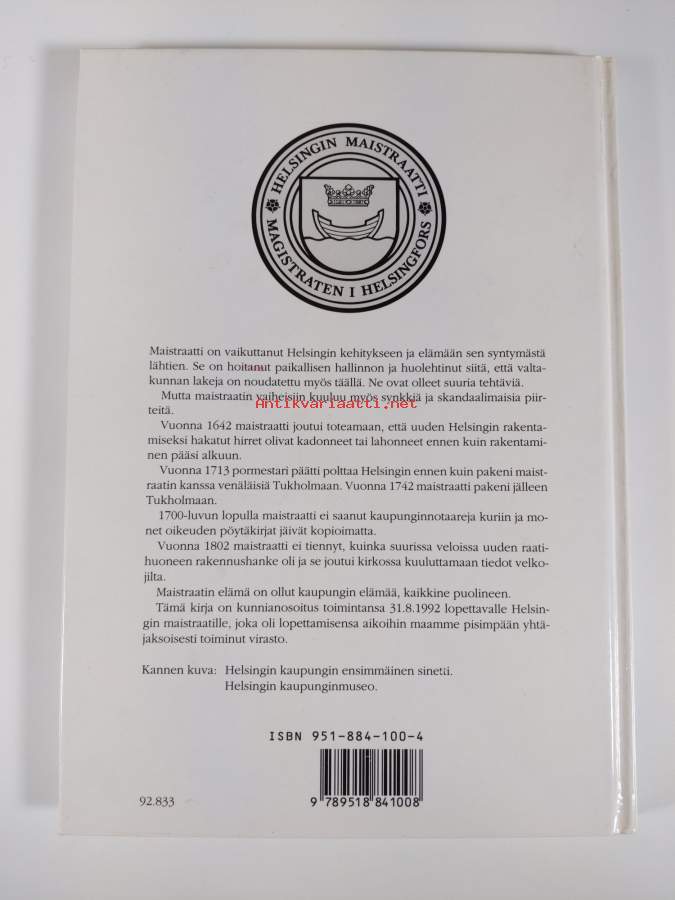 HELSINGIN MAISTRAATTI
MAGISTRATEN I HELSINGFORS
Maistraatti on vaikuttanut Helsingin kehitykseen ja elämään sen syntymästä
lähtien. Se on hoitanut paikallisen hallinnon ja huolehtinut siitä, että valta-
kunnan lakeja on noudatettu myös täällä. Ne ovat olleet suuria tehtäviä.
Mutta maistraatin vaiheisiin kuuluu myös synkkiä ja skandaalimaisia piir-
teitä.
Antikvariaatti.net
Vuonna 1642 maistraatti joutui toteamaan, että uuden Helsingin rakenta-
miseksi hakatut hirret olivat kadonneet tai lahonneet ennen kuin rakentami-
nen pääsi alkuun.
Vuonna 1713 pormestari päätti polttaa Helsingin ennen kuin pakeni maist-
raatin kanssa venäläisiä Tukholmaan. Vuonna 1742 maistraatti pakeni jälleen
Tukholmaan.
1700-luvun lopulla maistraatti ei saanut kaupunginnotaareja kuriin ja mo-
net oikeuden pöytäkirjat jäivät kopioimatta.
Vuonna 1802 maistraatti ei tiennyt, kuinka suurissa veloissa uuden raati-
huoneen rakennushanke oli ja se joutui kirkossa kuuluttamaan tiedot velko-
jilta.
Maistraatin elämä on ollut kaupungin elämää, kaikkine puolineen.
Tämä kirja on kunnianosoitus toimintansa 31.8.1992 lopettavalle Helsin-
gin maistraatille, joka oli lopettamisensa aikoihin maamme pisimpään yhtä-
jaksoisesti toiminut virasto.
Kannen kuva: Helsingin kaupungin ensimmäinen sinetti.
Helsingin kaupunginmuseo.
ISBN 951-884-100-4
9 789518 841008
92.833